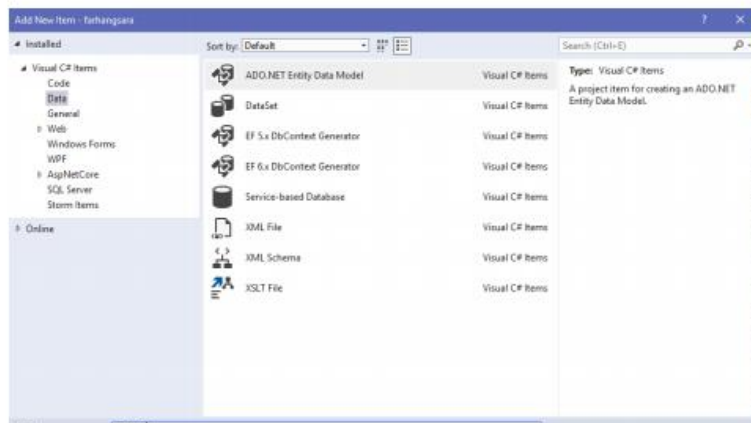 Add New Item - farhangsara
Installed
Sort by: Default
Search (Ctrl+E)
Visual C# Items
Code
Data
General
Web
Windows Forms
WPF
AspNetCore
SQL Server
Storm Items
Online
ADO.NET Entity Data Model Visual C# Items
DataSet Visual C# Items
EF 5.x DbContext Generator Visual C# Items
EF 6.x DbContext Generator Visual C# Items
Service-based Database Visual C# Items
XML File Visual C# Items
XML Schema Visual C# Items
XSLT File Visual C# Items
Type: Visual C# Items
A project item for creating an ADO.NET
Entity Data Model.